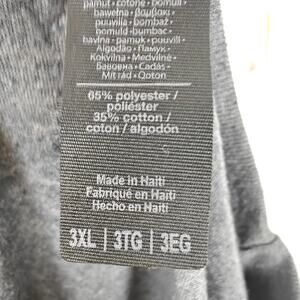 pamut • cotone • bomull •
bawełna • βαμβάκι •
puuvilla • bombaž •
bomuld • bumbac •
bavlna • pamuk • puuvill •
Algodão • Памук •
Kokvilna • Medvilnė •
Бавовна • Cadás •
Mit rád • Qoton
65% polyester /
poliéster
35% cotton /
coton / algodón
Made in Haiti
Fabriqué en Haïti
Hecho en Haití
3XL | 3TG | 3EG